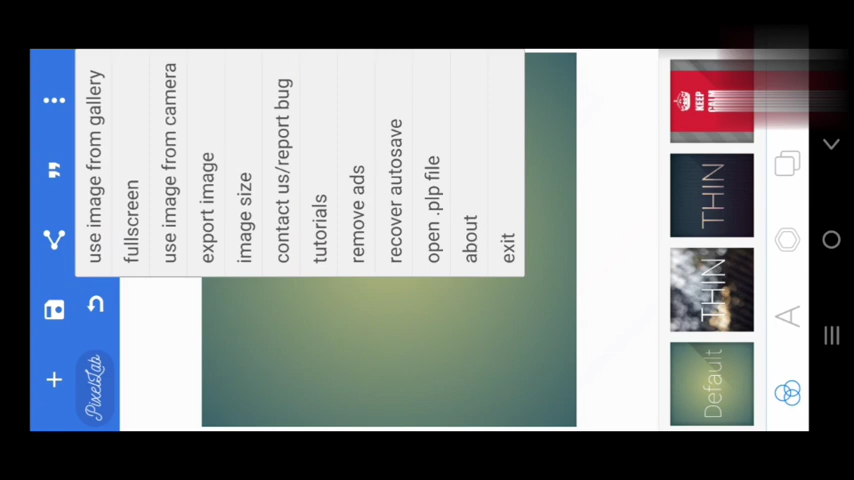 use image from gallery
fullscreen
use image from camera
export image
image size
contact us/report bug
tutorials
remove ads
recover autosave
open .plp file
about
exit
PixelLab
Default
THIN
THIN
KEEP
CALM